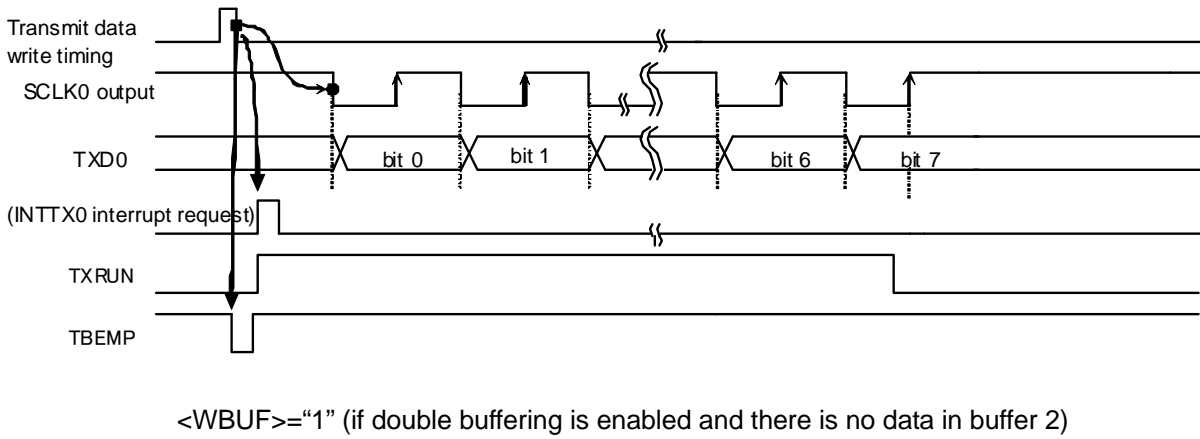 Transmit data
write timing
SCLK0 output
TXD0
bit 0
bit 1
bit 6
bit 7
(INTTX0 interrupt request)
TXRUN
TBEMP
<WBUF>=“1” (if double buffering is enabled and there is no data in buffer 2)